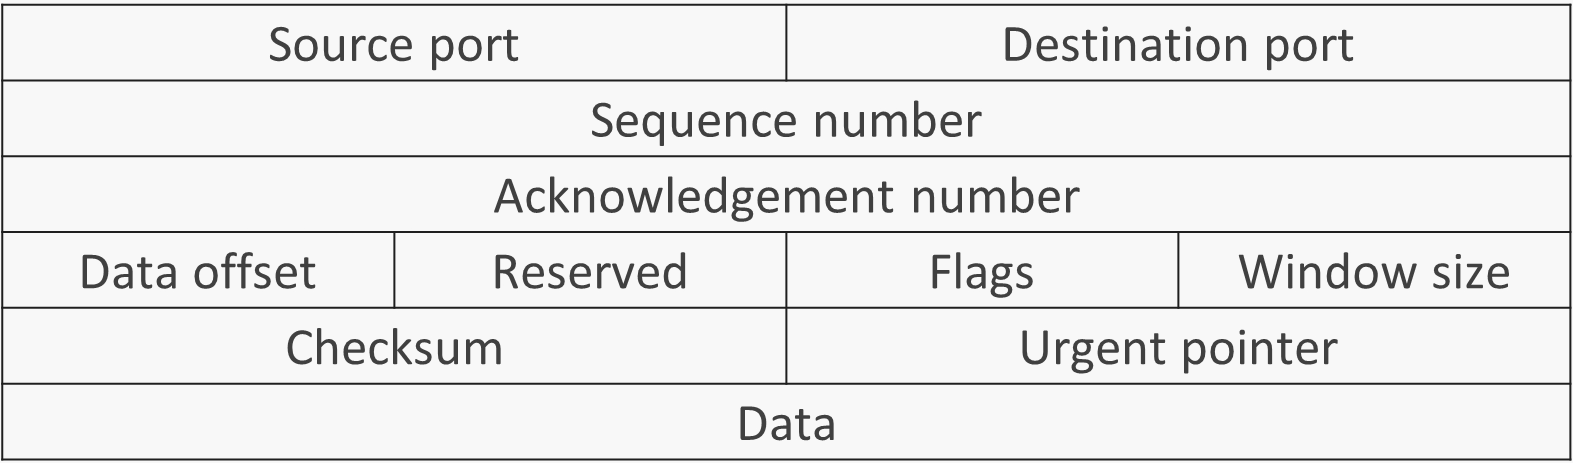 Source port Destination port
Sequence number
Acknowledgement number
Data offset Reserved Flags Window size
Checksum Urgent pointer
Data